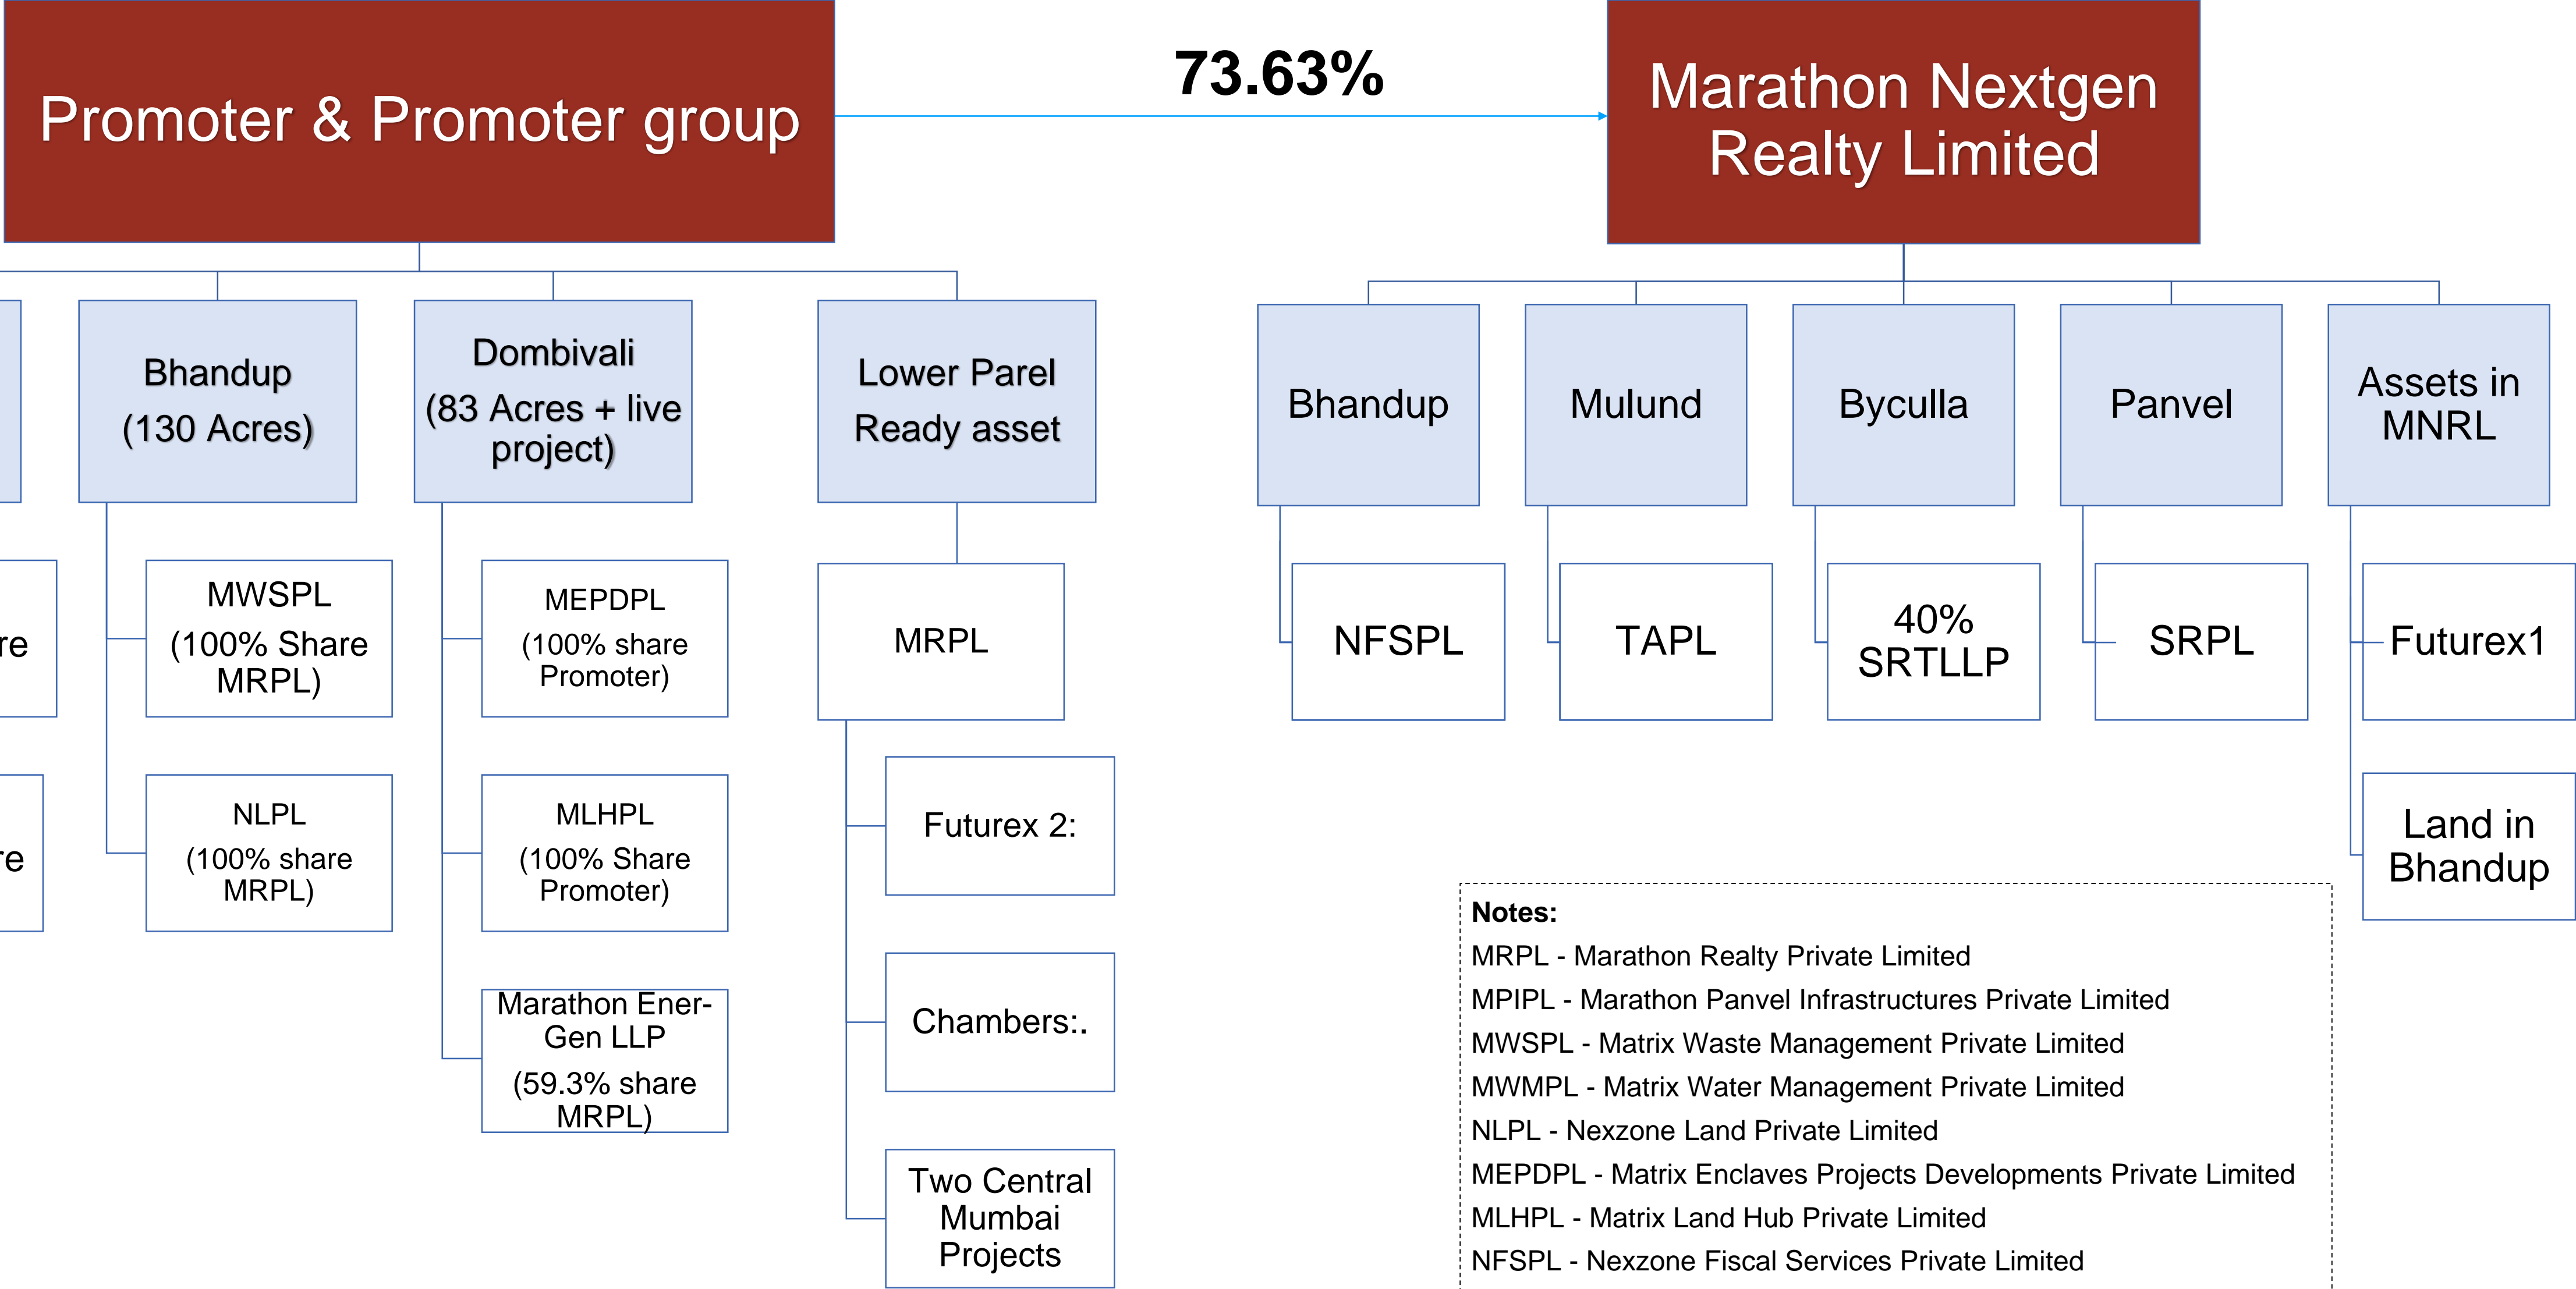 Promoter & Promoter group
73.63%
Marathon Nextgen
Realty Limited
Bhandup
(130 Acres)
Dombivali
(83 Acres + live
project)
Lower Parel
Ready asset
Bhandup
Mulund
Byculla
Panvel
Assets in
MNRL
re
MWSPL
(100% Share
MRPL)
MEPDPL
(100% share
Promoter)
MRPL
NFSPL
TAPL
40%
SRTLLP
SRPL
Futurex1
re
NLPL
(100% share
MRPL)
MLHPL
(100% Share
Promoter)
Futurex 2:
Land in
Bhandup
Marathon Ener-
Gen LLP
(59.3% share
MRPL)
Chambers:.
Two Central
Mumbai
Projects
Notes:
MRPL - Marathon Realty Private Limited
MPIPL - Marathon Panvel Infrastructures Private Limited
MWSPL - Matrix Waste Management Private Limited
MWMPL - Matrix Water Management Private Limited
NLPL - Nexzone Land Private Limited
MEPDPL - Matrix Enclaves Projects Developments Private Limited
MLHPL - Matrix Land Hub Private Limited
NFSPL - Nexzone Fiscal Services Private Limited